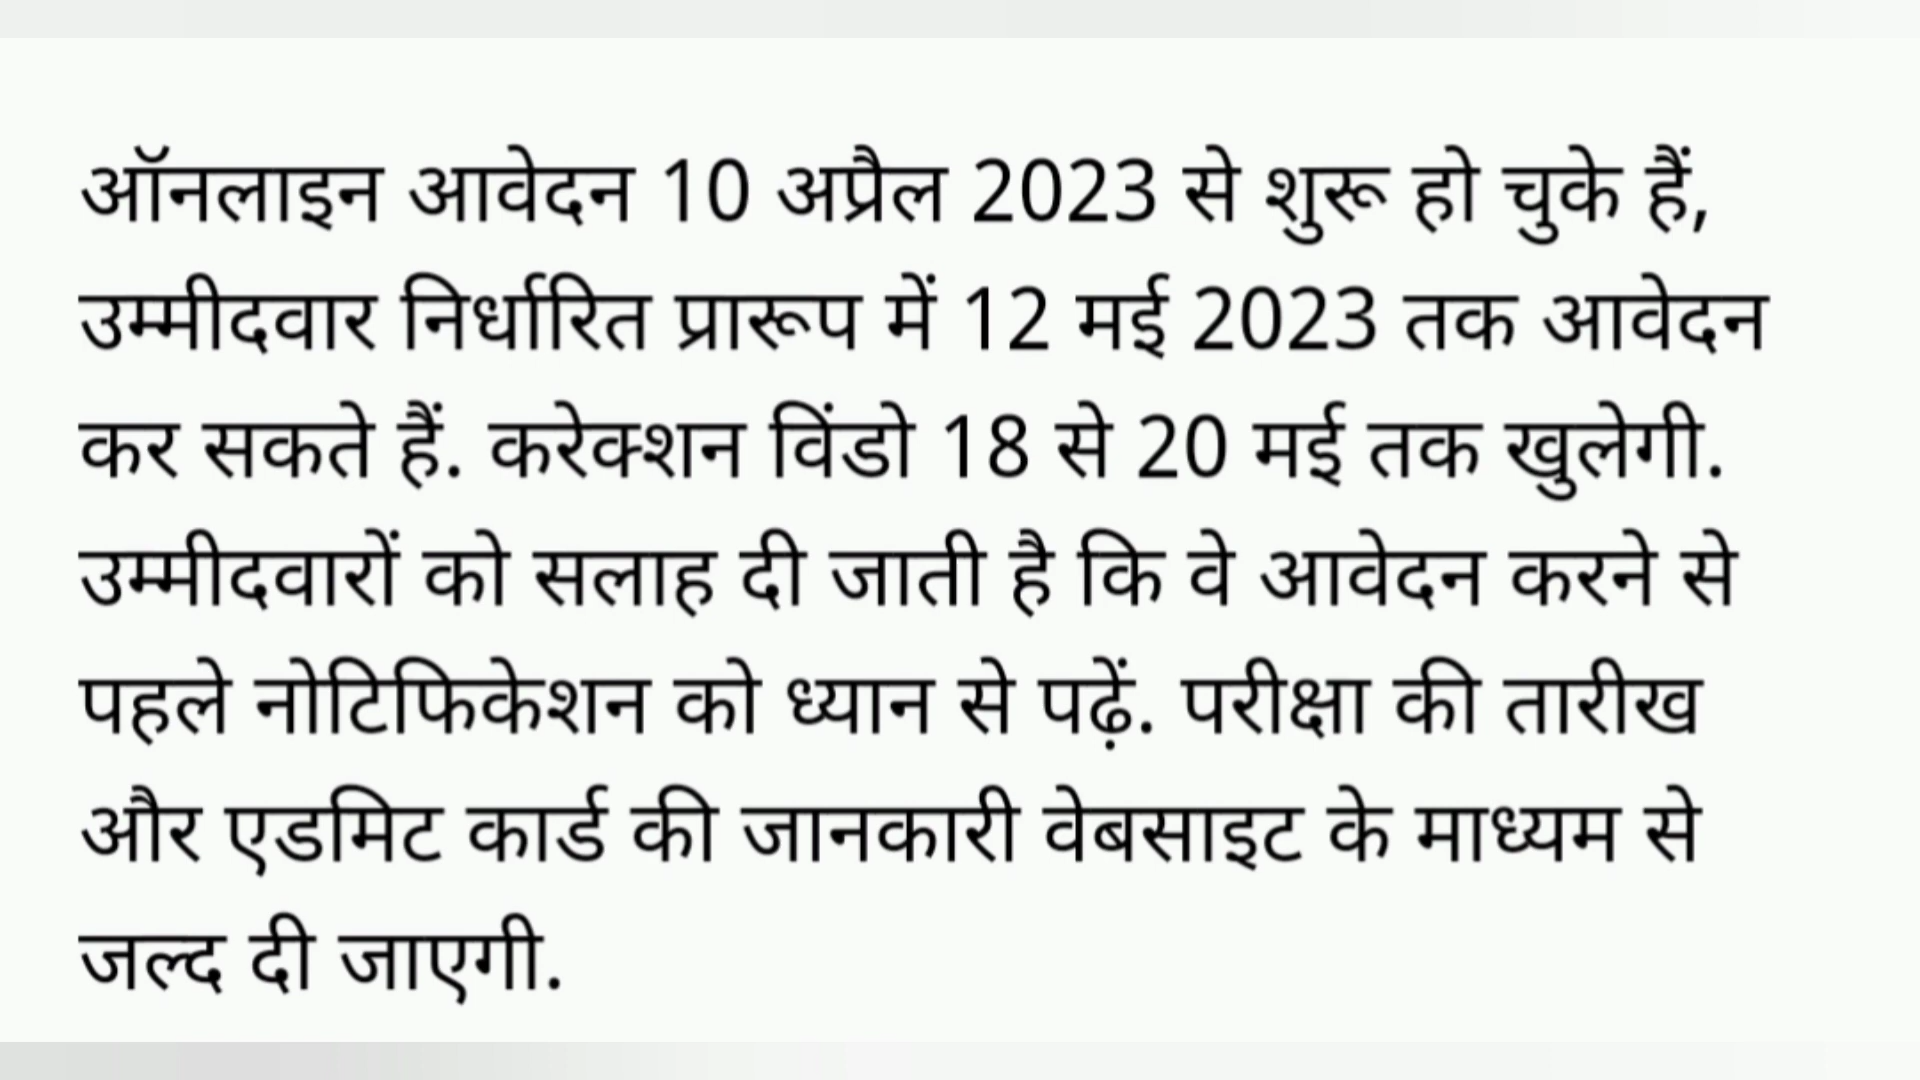 ऑनलाइन आवेदन 10 अप्रैल 2023 से शुरू हो चुके हैं,
उम्मीदवार निर्धारित प्रारूप में 12 मई 2023 तक आवेदन
कर सकते हैं. करेक्शन विंडो 18 से 20 मई तक खुलेगी.
उम्मीदवारों को सलाह दी जाती है कि वे आवेदन करने से
पहले नोटिफिकेशन को ध्यान से पढ़ें. परीक्षा की तारीख
और एडमिट कार्ड की जानकारी वेबसाइट के माध्यम से
जल्द दी जाएगी.